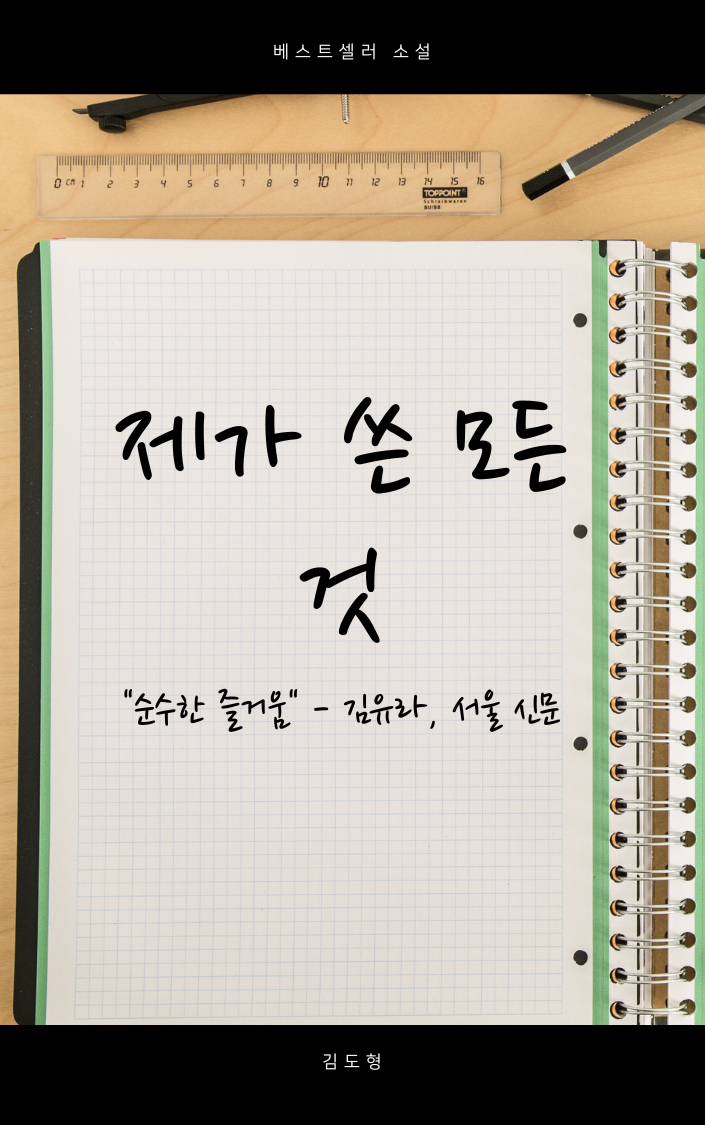 베스트셀러 소설
0 cm 1 2 3 4 5 6 7 8 9 10 11 12 13 14 15 16
TOPPOINT®
Schreibwaren
제가 쓴 모든
것
"순수한 즐거움" - 김유라, 서울 신문
김도형